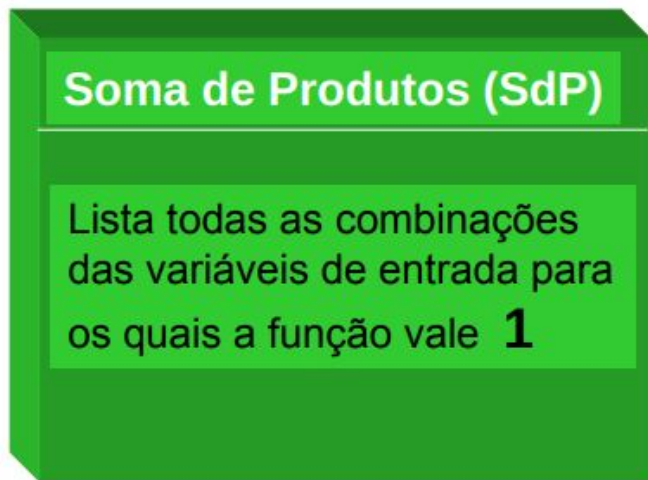 Soma de Produtos (SdP)
Lista todas as combinações
das variáveis de entrada para
os quais a função vale 1